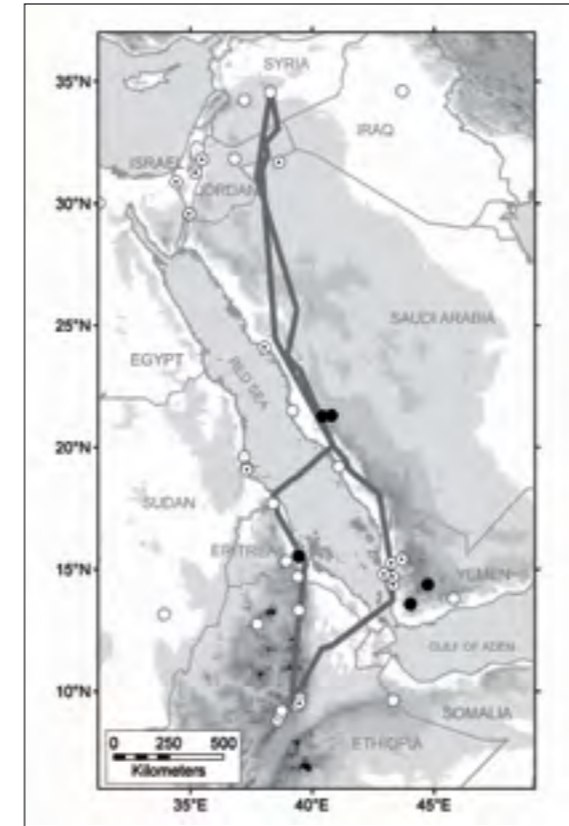 35°N
SYRIA
IRAQ
ISRAEL
JORDAN
30°N
SAUDI ARABIA
25°N
EGYPT
RED SEA
20°N
SUDAN
ERITREA
15°N
YEMEN
GULF OF ADEN
10°N
SOMALIA
ETHIOPIA
0 250 500
Kilometers
35°E 40°E 45°E